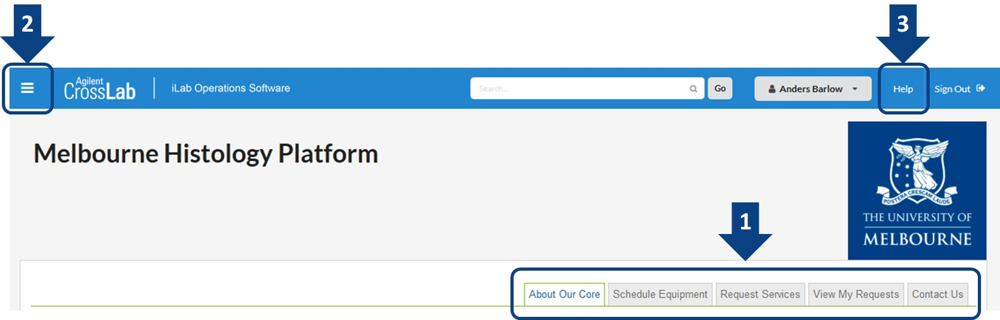 2
3
Agilent
CrossLab
iLab Operations Software
Search...
Go
Anders Barlow
Help
Sign Out
Melbourne Histology Platform
POSTERA CRESCAM LAUDE
THE UNIVERSITY OF
MELBOURNE
1
About Our Core
Schedule Equipment
Request Services
View My Requests
Contact Us